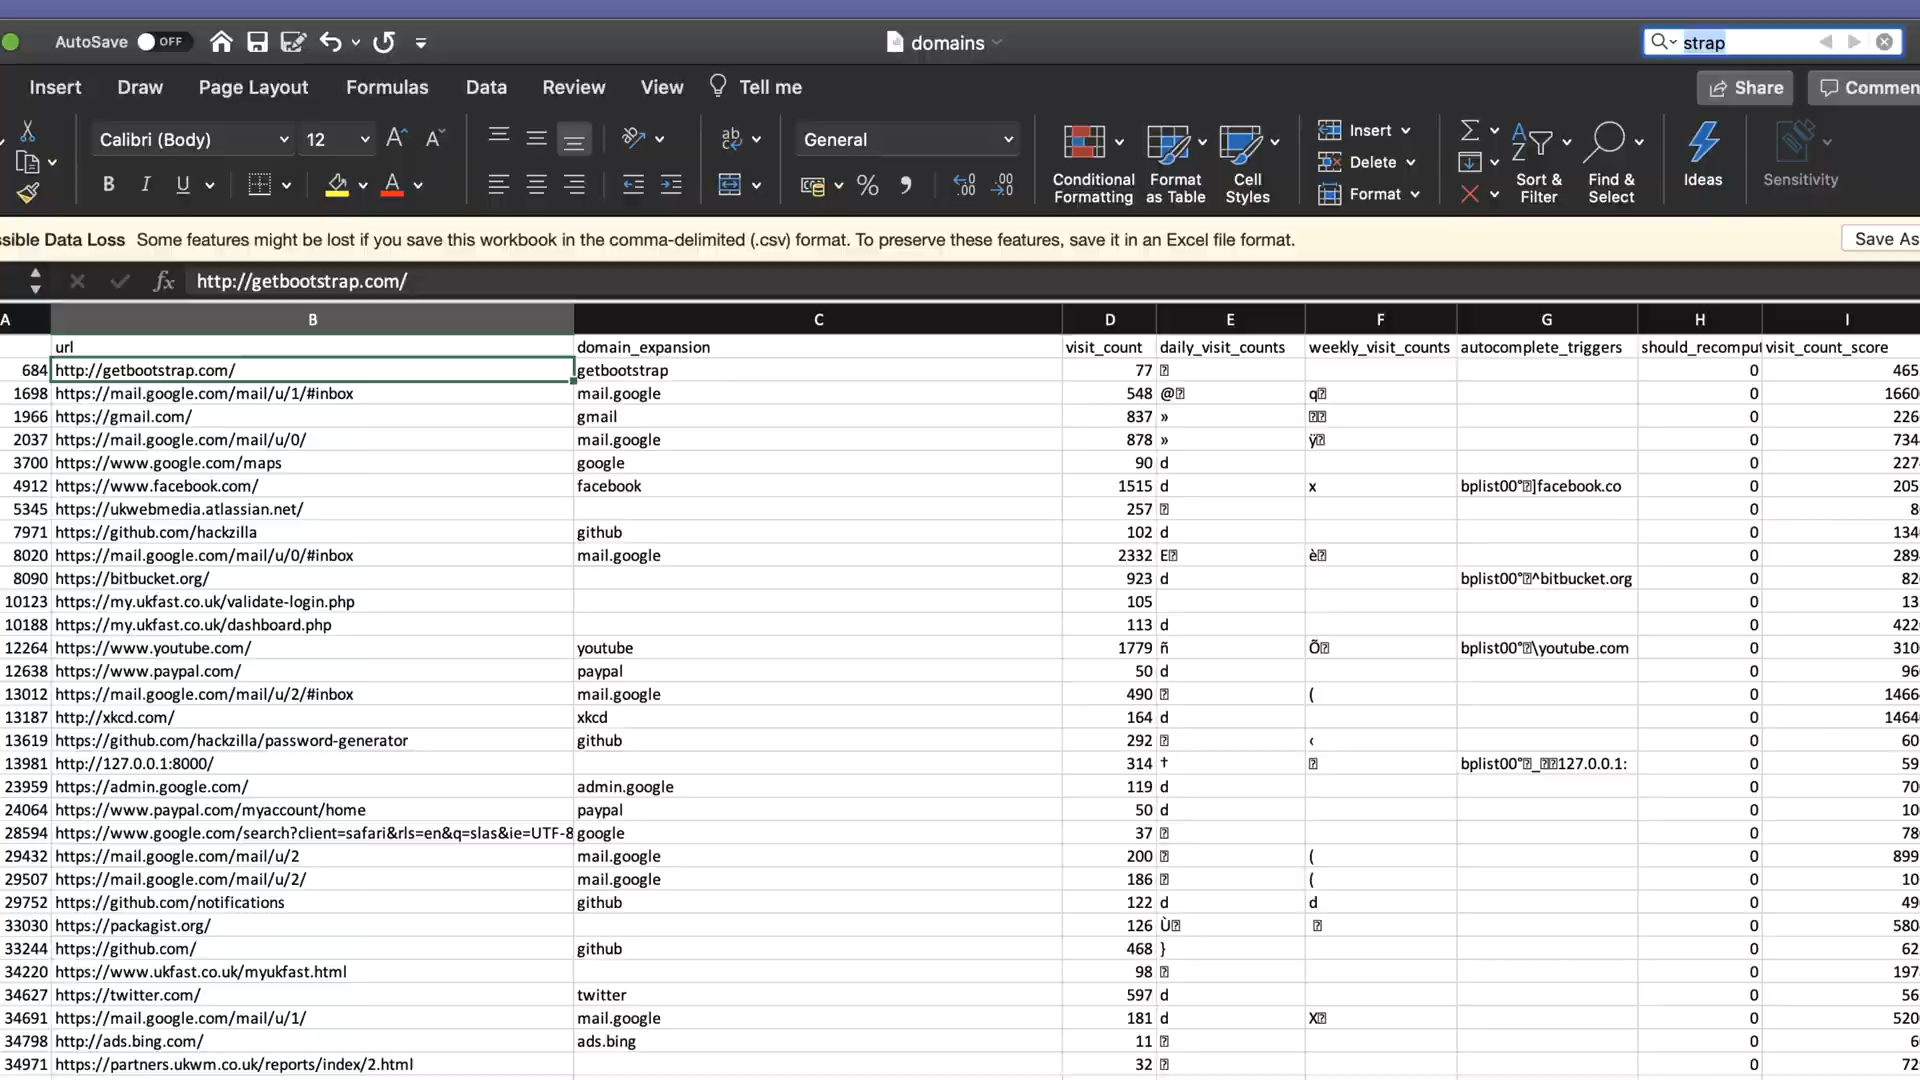 AutoSave OFF domains strap
Insert Draw Page Layout Formulas Data Review View Tell me Share Commen
Calibri (Body) 12 A A ab General Insert Σ A Z
B I U A % 9 .00 .00 Delete
Conditional Formatting Format as Table Cell Styles Format Sort & Filter Find & Select Ideas Sensitivity
ssible Data Loss Some features might be lost if you save this workbook in the comma-delimited (.csv) format. To preserve these features, save it in an Excel file format. Save As
fx http://getbootstrap.com/
A B C D E F G H I
url domain_expansion visit_count daily_visit_counts weekly_visit_counts autocomplete_triggers should_recomput visit_count_score
684 http://getbootstrap.com/ getbootstrap 77 0 465
1698 https://mail.google.com/mail/u/1/#inbox mail.google 548 @ q 0 1660
1966 https://gmail.com/ gmail 837 » 0 226
2037 https://mail.google.com/mail/u/0/ mail.google 878 » ÿ 0 734
3700 https://www.google.com/maps google 90 d 0 227
4912 https://www.facebook.com/ facebook 1515 d x bplist00°]facebook.co 0 205
5345 https://ukwebmedia.atlassian.net/ 257 0 8
7971 https://github.com/hackzilla github 102 d 0 134
8020 https://mail.google.com/mail/u/0/#inbox mail.google 2332 E è 0 289
8090 https://bitbucket.org/ 923 d bplist00°^bitbucket.org 0 82
10123 https://my.ukfast.co.uk/validate-login.php 105 0 13
10188 https://my.ukfast.co.uk/dashboard.php 113 d 0 422
12264 https://www.youtube.com/ youtube 1779 ñ Õ bplist00°\youtube.com 0 310
12638 https://www.paypal.com/ paypal 50 d 0 96
13012 https://mail.google.com/mail/u/2/#inbox mail.google 490 ( 0 1466
13187 http://xkcd.com/ xkcd 164 d 0 1464
13619 https://github.com/hackzilla/password-generator github 292 ‹ 0 60
13981 http://127.0.0.1:8000/ 314 † bplist00°_127.0.0.1: 0 59
23959 https://admin.google.com/ admin.google 119 d 0 70
24064 https://www.paypal.com/myaccount/home paypal 50 d 0 10
28594 https://www.google.com/search?client=safari&rls=en&q=slas&ie=UTF-8 google 37 0 78
29432 https://mail.google.com/mail/u/2 mail.google 200 ( 0 899
29507 https://mail.google.com/mail/u/2/ mail.google 186 ( 0 10
29752 https://github.com/notifications github 122 d d 0 49
33030 https://packagist.org/ 126 Ù 0 580
33244 https://github.com/ github 468 } 0 62
34220 https://www.ukfast.co.uk/myukfast.html 98 0 197
34627 https://twitter.com/ twitter 597 d 0 56
34691 https://mail.google.com/mail/u/1/ mail.google 181 d X 0 520
34798 http://ads.bing.com/ ads.bing 11 0 6
34971 https://partners.ukwm.co.uk/reports/index/2.html 32 0 72